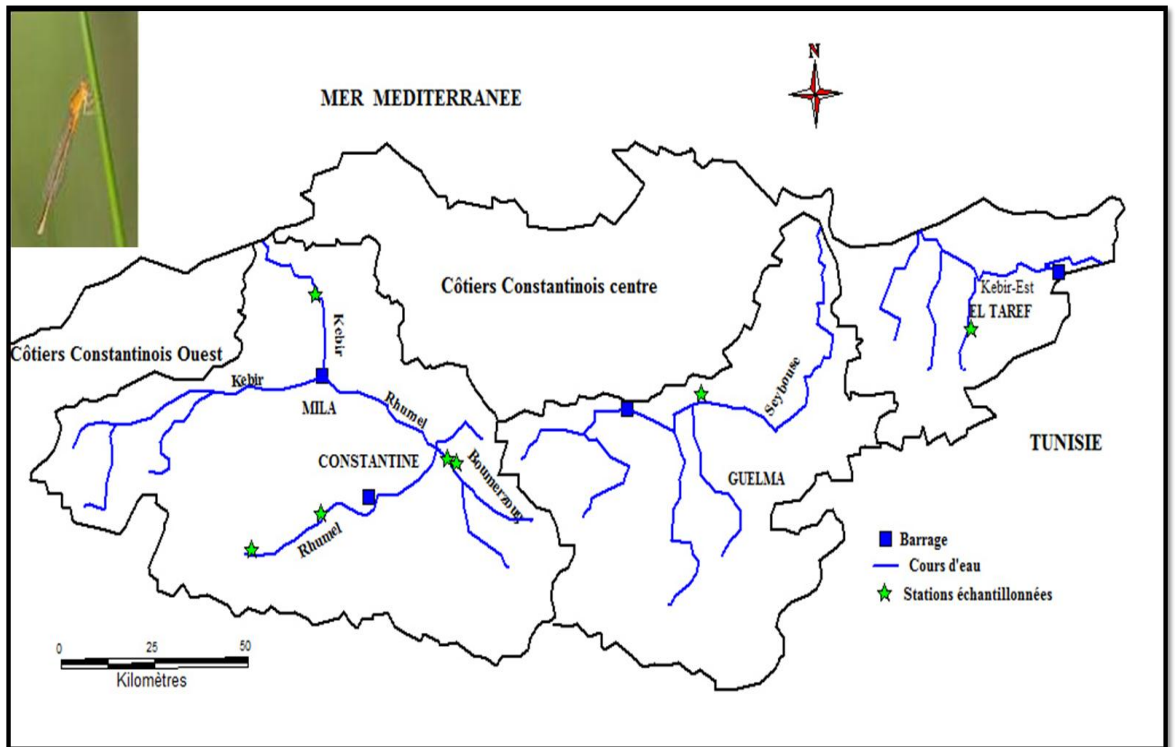 N
MER MEDITERRANEE
Côtiers Constantinois centre
Kebir-Est
EL TAREF
Kebir
Côtiers Constantinois Ouest
Seybouse
Kebir
Rhumel
MILA
TUNISIE
CONSTANTINE
Boumerzoug
GUELMA
Rhumel
Barrage
Cours d'eau
Stations échantillonnées
0 25 50
Kilomètres